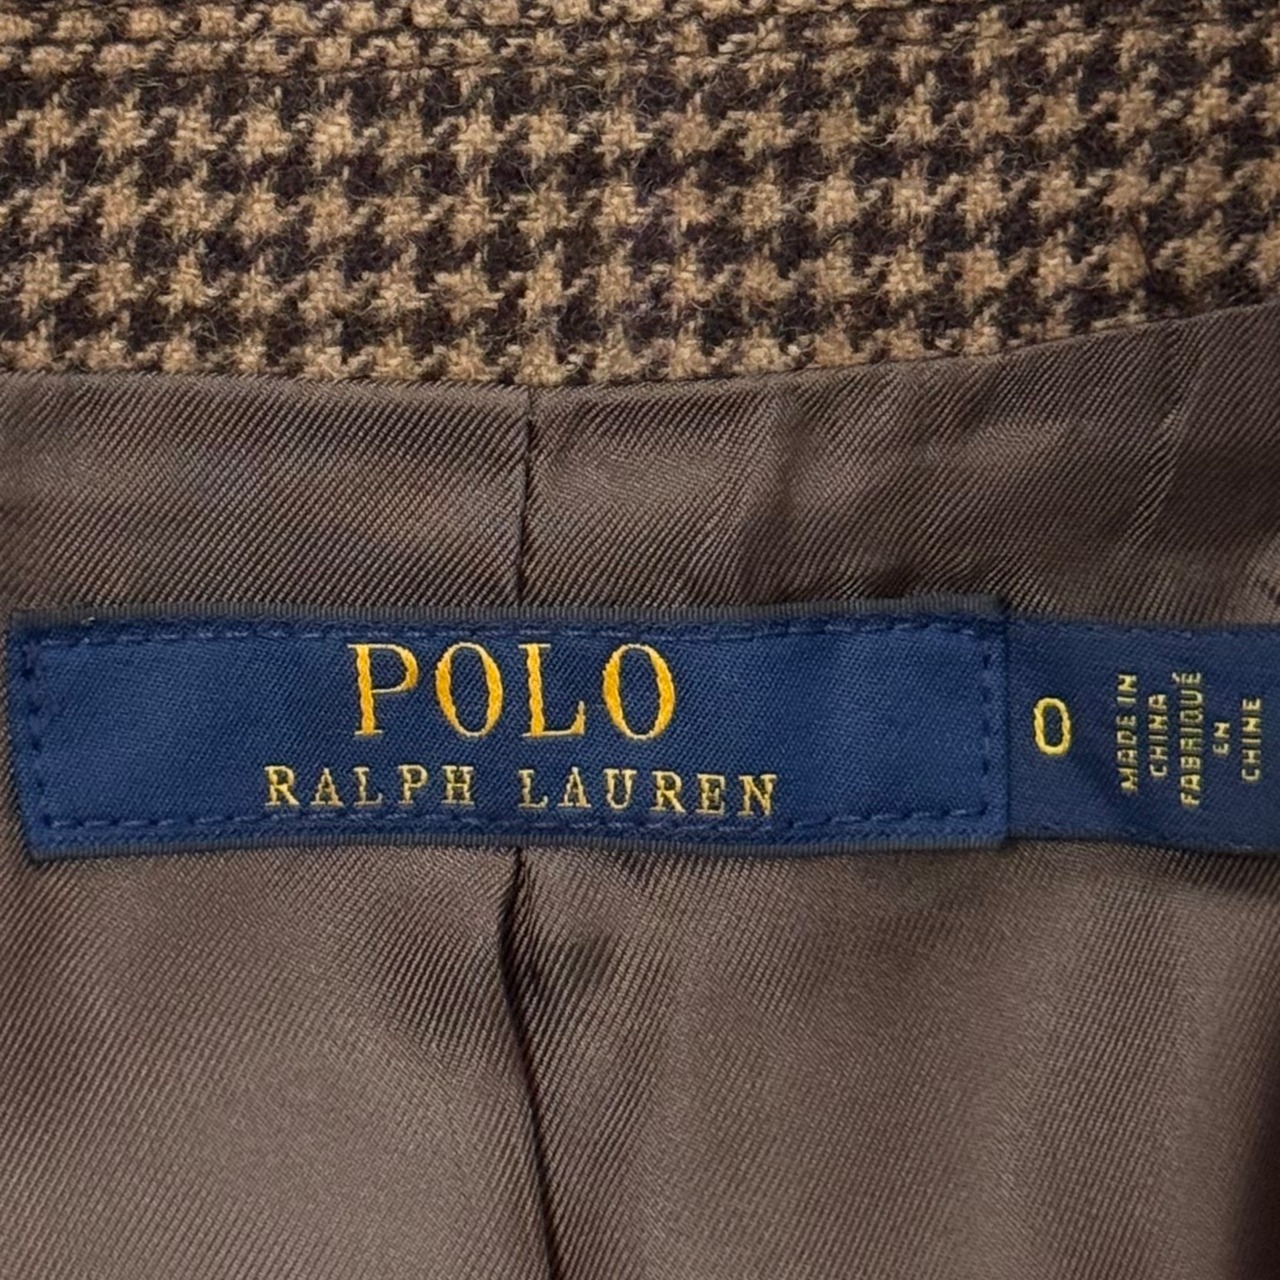 POLO
RALPH LAUREN
0
MADE IN
CHINA
FABRIQUÉ
EN
CHINE